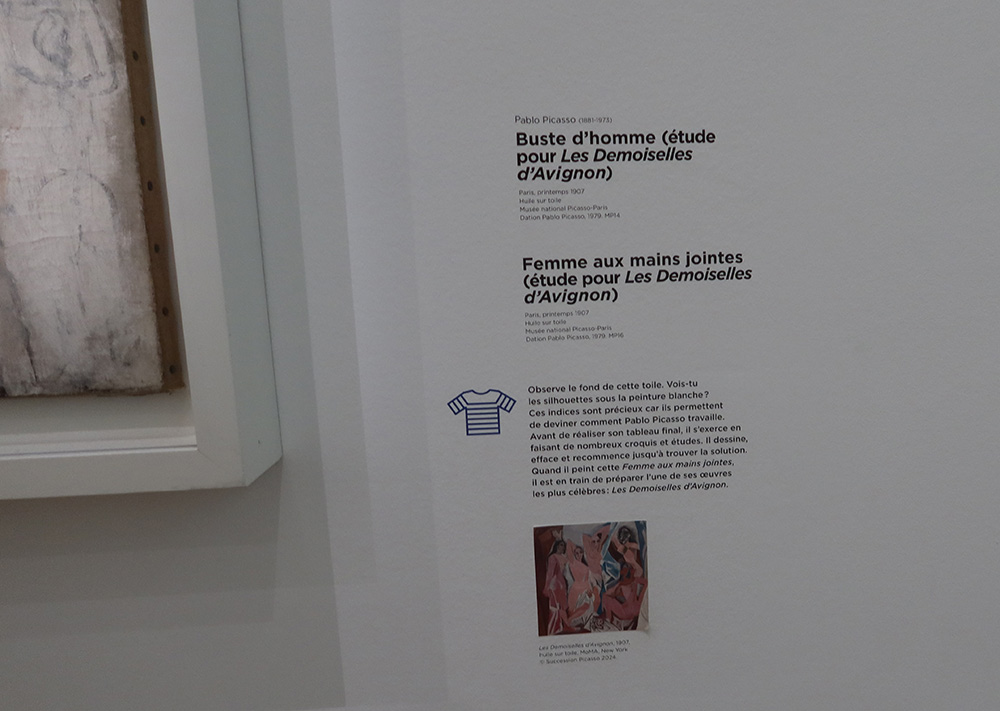 Pablo Picasso (1881-1973)
Buste d'homme (étude
pour Les Demoiselles
d'Avignon)
Paris, printemps 1907
Huile sur toile
Musée national Picasso-Paris
Dation Pablo Picasso, 1979. MP14
Femme aux mains jointes
(étude pour Les Demoiselles
d'Avignon)
Paris, printemps 1907
Huile sur toile
Musée national Picasso-Paris
Dation Pablo Picasso, 1979. MP16
Observe le fond de cette toile. Vois-tu
les silhouettes sous la peinture blanche ?
Ces indices sont précieux car ils permettent
de deviner comment Pablo Picasso travaille.
Avant de réaliser son tableau final, il s'exerce en
faisant de nombreux croquis et études. Il dessine,
efface et recommence jusqu'à trouver la solution.
Quand il peint cette Femme aux mains jointes,
il est en train de préparer l'une de ses œuvres
les plus célèbres : Les Demoiselles d'Avignon.
Les Demoiselles d'Avignon, 1907,
huile sur toile, MoMA, New York
© Succession Picasso 2024.